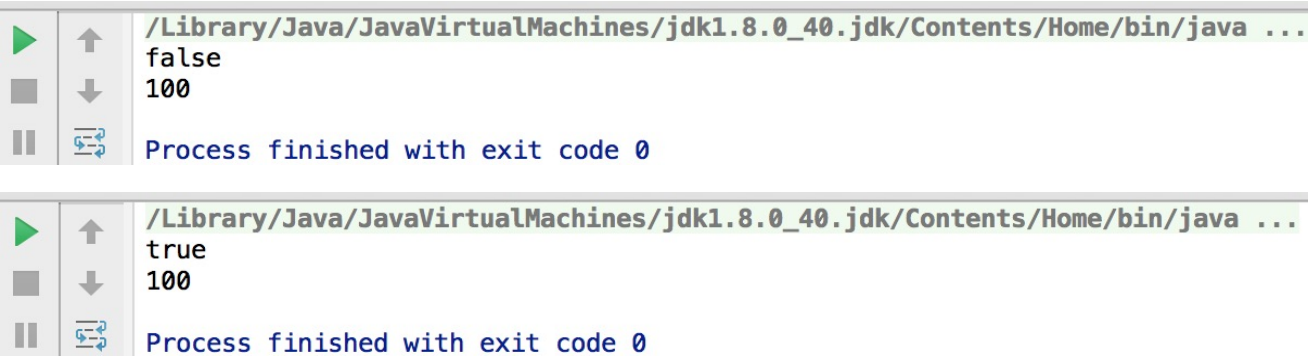 /Library/Java/JavaVirtualMachines/jdk1.8.0_40.jdk/Contents/Home/bin/java ...
false
100
Process finished with exit code 0
/Library/Java/JavaVirtualMachines/jdk1.8.0_40.jdk/Contents/Home/bin/java ...
true
100
Process finished with exit code 0